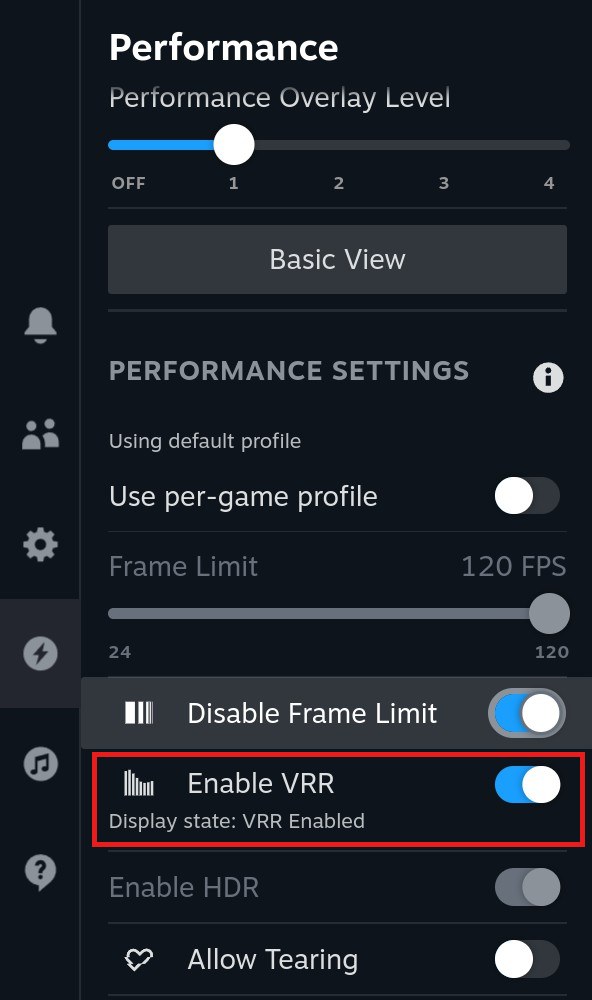 Performance
Performance Overlay Level
OFF 1 2 3 4
Basic View
PERFORMANCE SETTINGS
Using default profile
Use per-game profile
Frame Limit 120 FPS
24 120
Disable Frame Limit
Enable VRR
Display state: VRR Enabled
Enable HDR
Allow Tearing